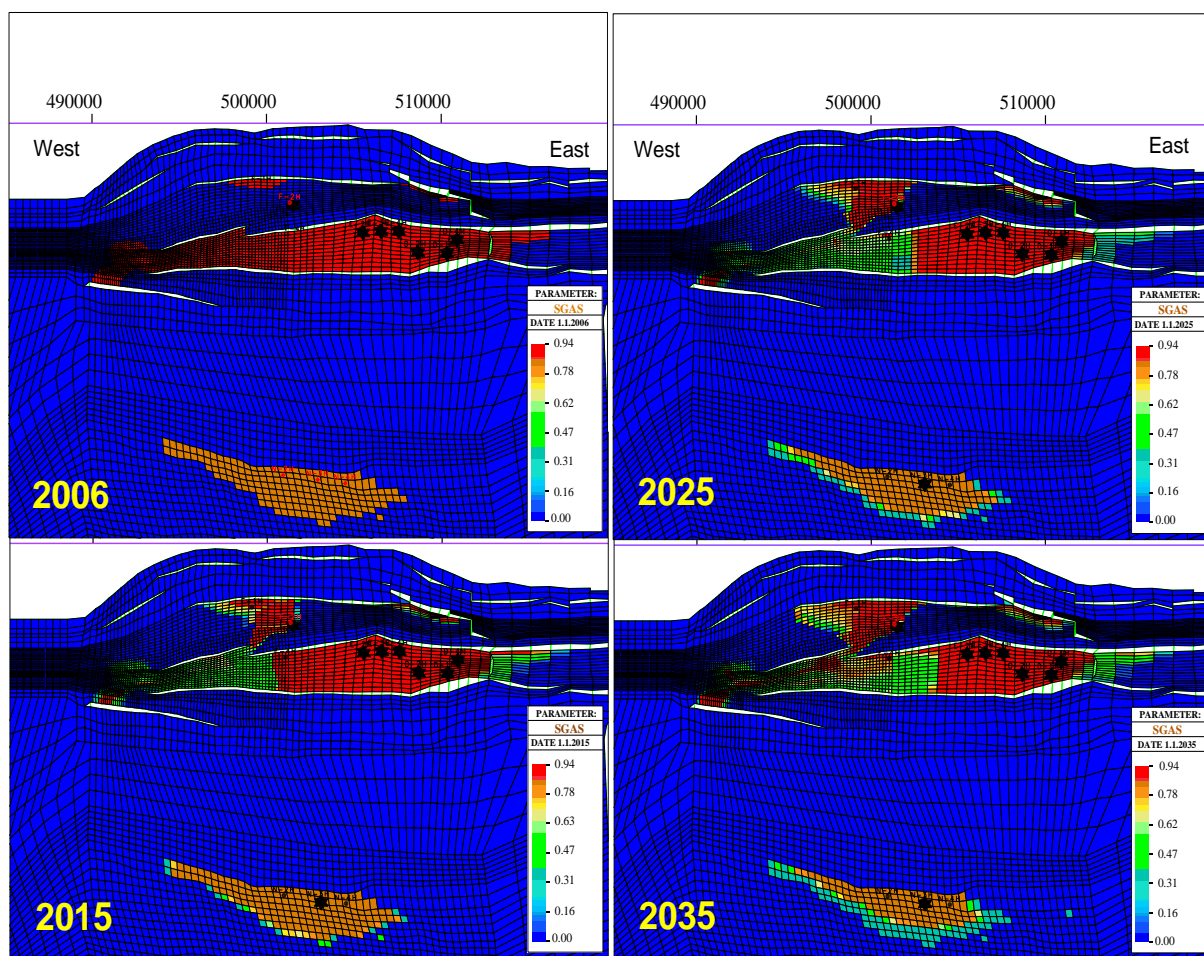 490000 500000 510000
West East
PARAMETER:
SGAS
DATE 1.1.2006
0.94
0.78
0.62
0.47
0.31
0.16
0.00
2006
490000 500000 510000
West East
PARAMETER:
SGAS
DATE 1.1.2025
0.94
0.78
0.62
0.47
0.31
0.16
0.00
2025
PARAMETER:
SGAS
DATE 1.1.2015
0.94
0.78
0.63
0.47
0.31
0.16
0.00
2015
PARAMETER:
SGAS
DATE 1.1.2035
0.94
0.78
0.62
0.47
0.31
0.16
0.00
2035